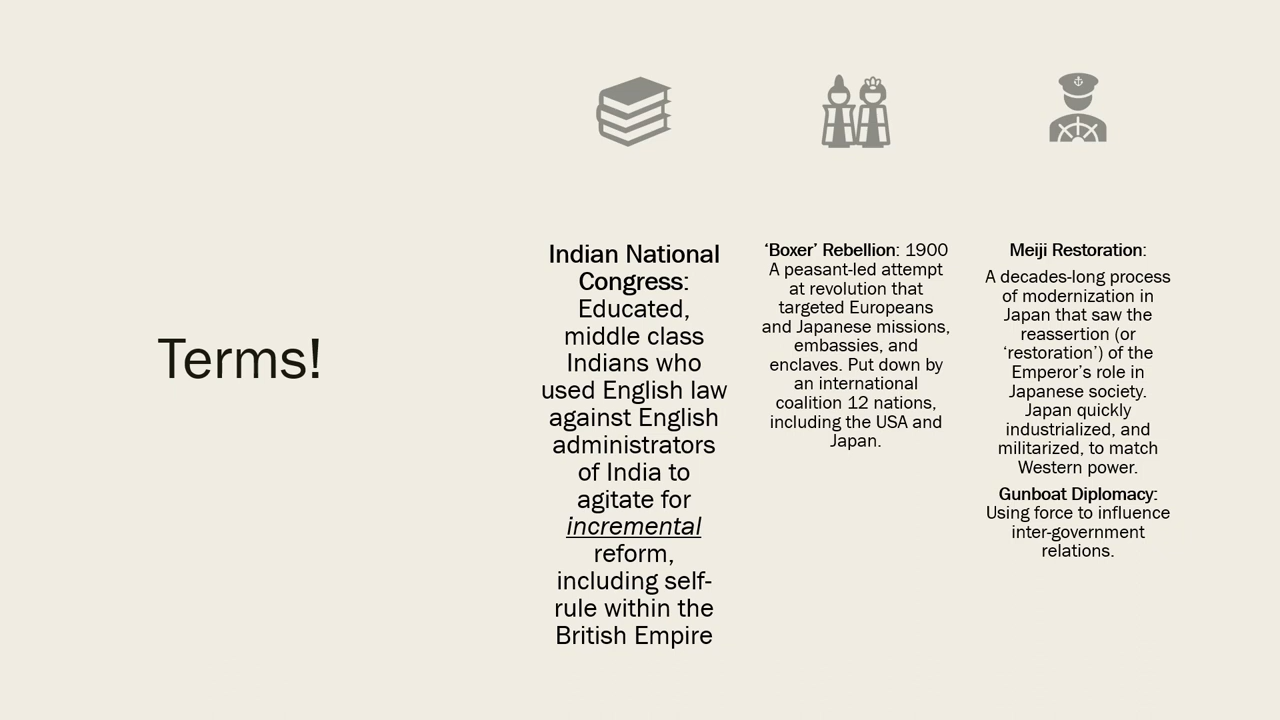 Terms!
Indian National
Congress:
Educated,
middle class
Indians who
used English law
against English
administrators
of India to
agitate for
incremental
reform,
including self-
rule within the
British Empire
‘Boxer’ Rebellion: 1900
A peasant-led attempt
at revolution that
targeted Europeans
and Japanese missions,
embassies, and
enclaves. Put down by
an international
coalition 12 nations,
including the USA and
Japan.
Meiji Restoration:
A decades-long process
of modernization in
Japan that saw the
reassertion (or
‘restoration’) of the
Emperor’s role in
Japanese society.
Japan quickly
industrialized, and
militarized, to match
Western power.
Gunboat Diplomacy:
Using force to influence
inter-government
relations.